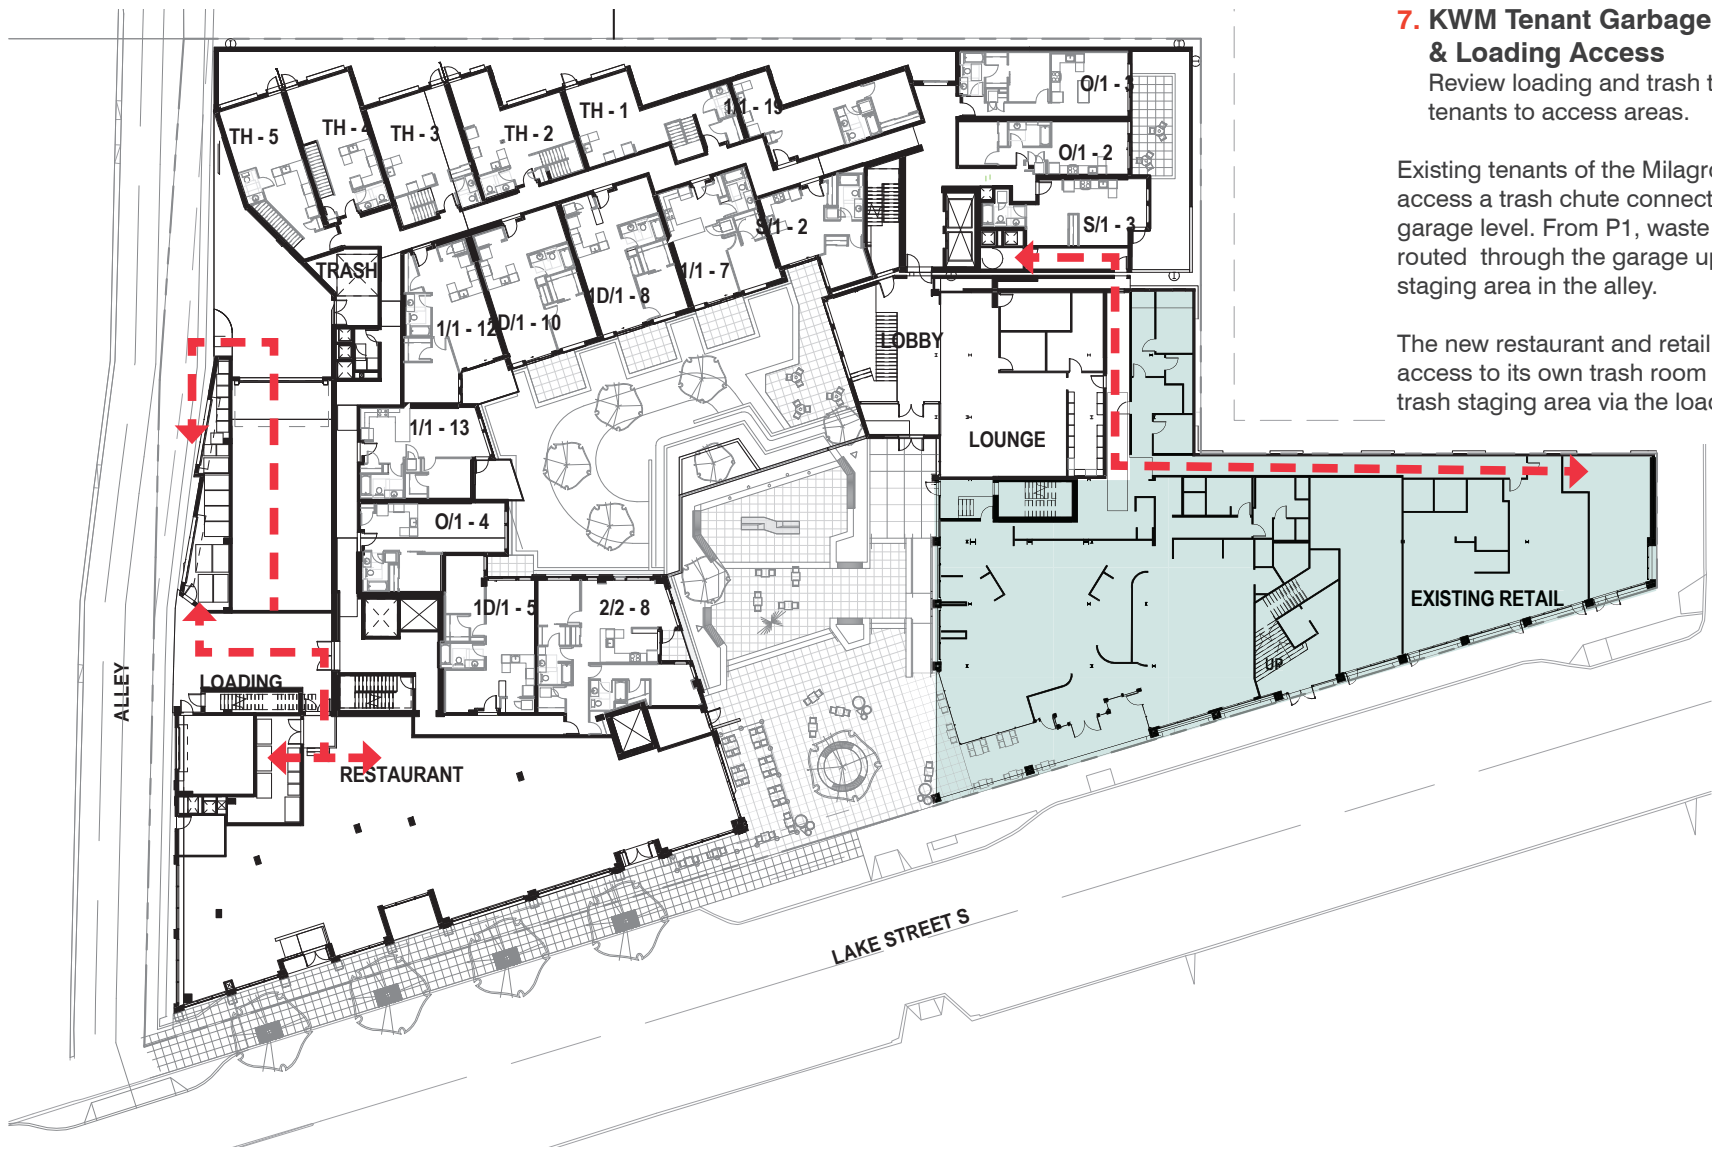 7. KWM Tenant Garbage
& Loading Access
Review loading and trash
tenants to access areas.
Existing tenants of the
access a trash chute
garage level. From P1, waste
routed through the garage
staging area in the alley.
The new restaurant and retail
access to its own trash room
trash staging area via the
TH - 5
TH - 4
TH - 3
TH - 2
TH - 1
1/1 - 19
O/1 - 3
O/1 - 2
S/1 - 3
S/1 - 2
1/1 - 7
1D/1 - 8
D/1 - 10
1/1 - 12
TRASH
LOBBY
LOUNGE
1/1 - 13
O/1 - 4
1D/1 - 5
2/2 - 8
EXISTING RETAIL
UP
LOADING
ALLEY
RESTAURANT
LAKE STREET S